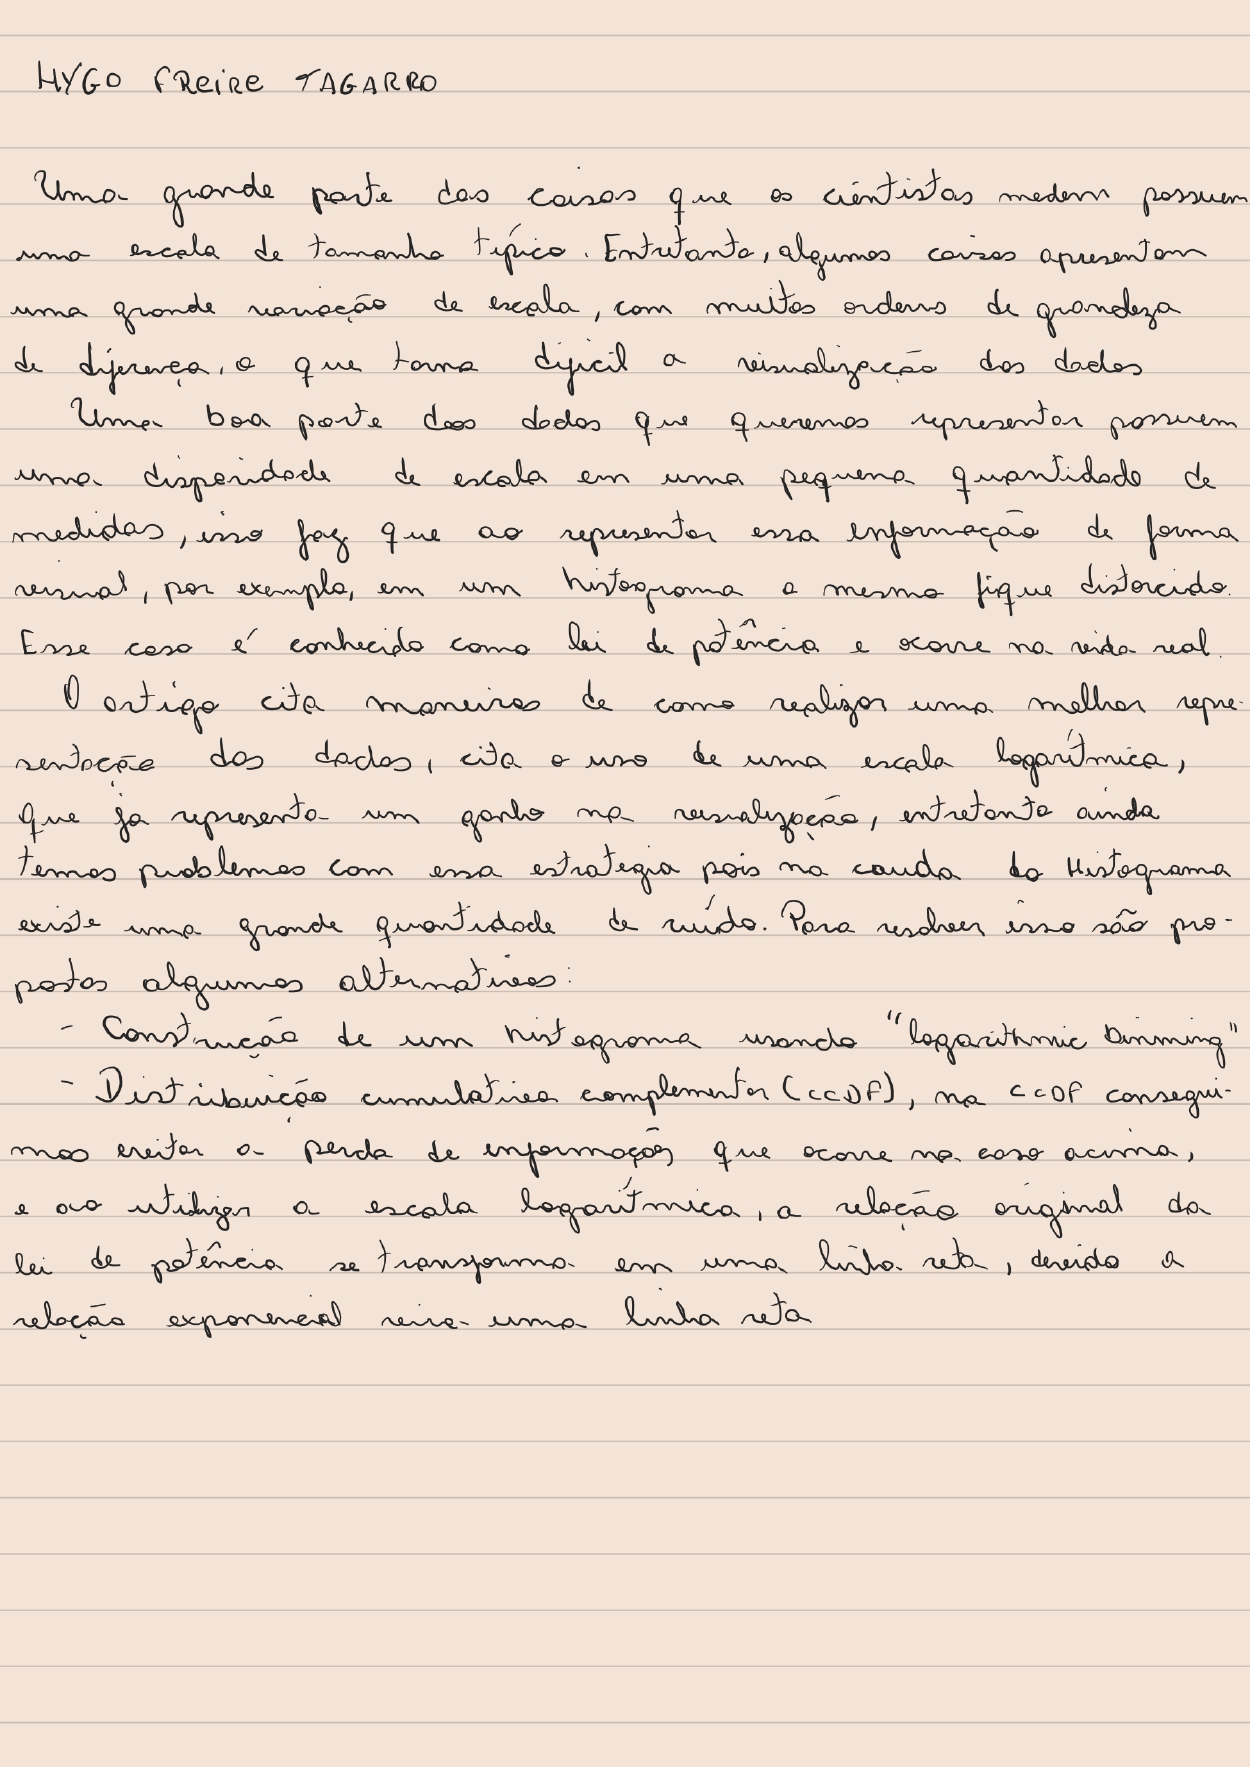 HYGO FREIRE TAGARRO
Uma grande parte das coisas que os cientistas medem possuem
uma escala de tamanho típico. Entretanto, algumas coisas apresentam
uma grande variação de escala, com muitas ordens de grandeza
de diferença, o que torna difícil a visualização dos dados
Uma boa parte dos dados que queremos representar possuem
uma disparidade de escala em uma pequena quantidade de
medidas, isso faz que ao representar essa informação de forma
visual, por exemplo, em um histograma o mesmo fique distorcido.
Esse caso é conhecido como lei de potência e ocorre na vida real.
O artigo cita maneiras de como realizar uma melhor repre-
sentação dos dados, cita o uso de uma escala logarítmica,
que já representa um ganho na visualização, entretanto ainda
temos problemas com essa estrategia pois na cauda do Histograma
existe uma grande quantidade de ruído. Para resolver isso são pro-
postas algumas alternativas:
- Construção de um histograma usando "logarithmic binning"
- Distribuição cumulativa complementar (CCDF), na CCDF consegui-
mos evitar a perda de informações que ocorre no caso acima,
e ao utilizar a escala logarítmica, a relação original da
lei de potência se transforma em uma linha reta, devido a
relação exponencial vira uma linha reta